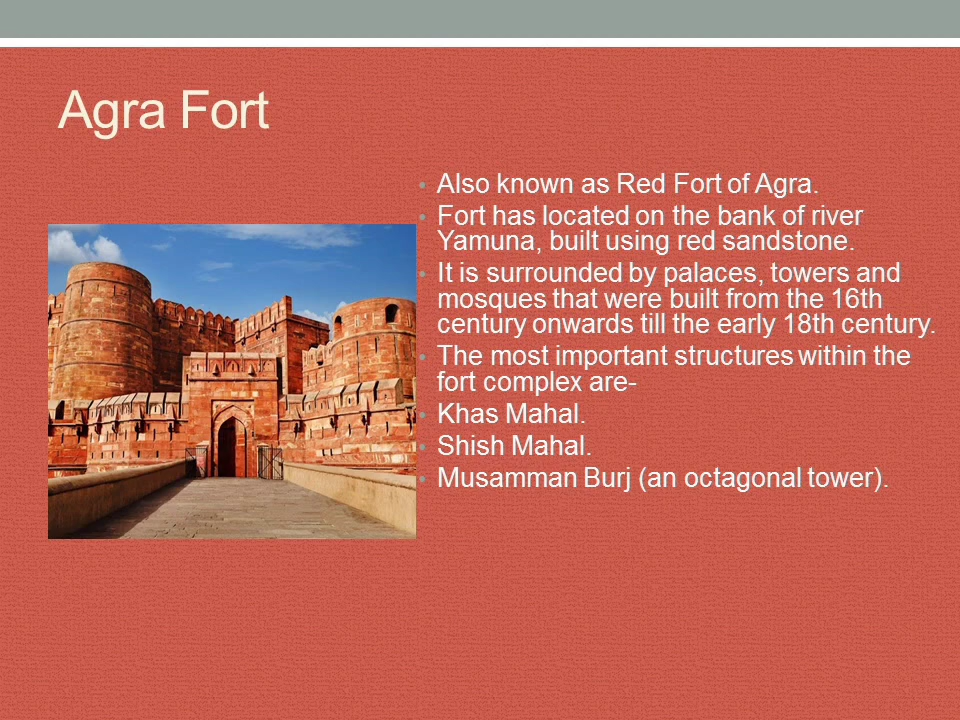 Agra Fort
• Also known as Red Fort of Agra.
• Fort has located on the bank of river
Yamuna, built using red sandstone.
• It is surrounded by palaces, towers and
mosques that were built from the 16th
century onwards till the early 18th century.
• The most important structures within the
fort complex are-
• Khas Mahal.
• Shish Mahal.
• Musamman Burj (an octagonal tower).